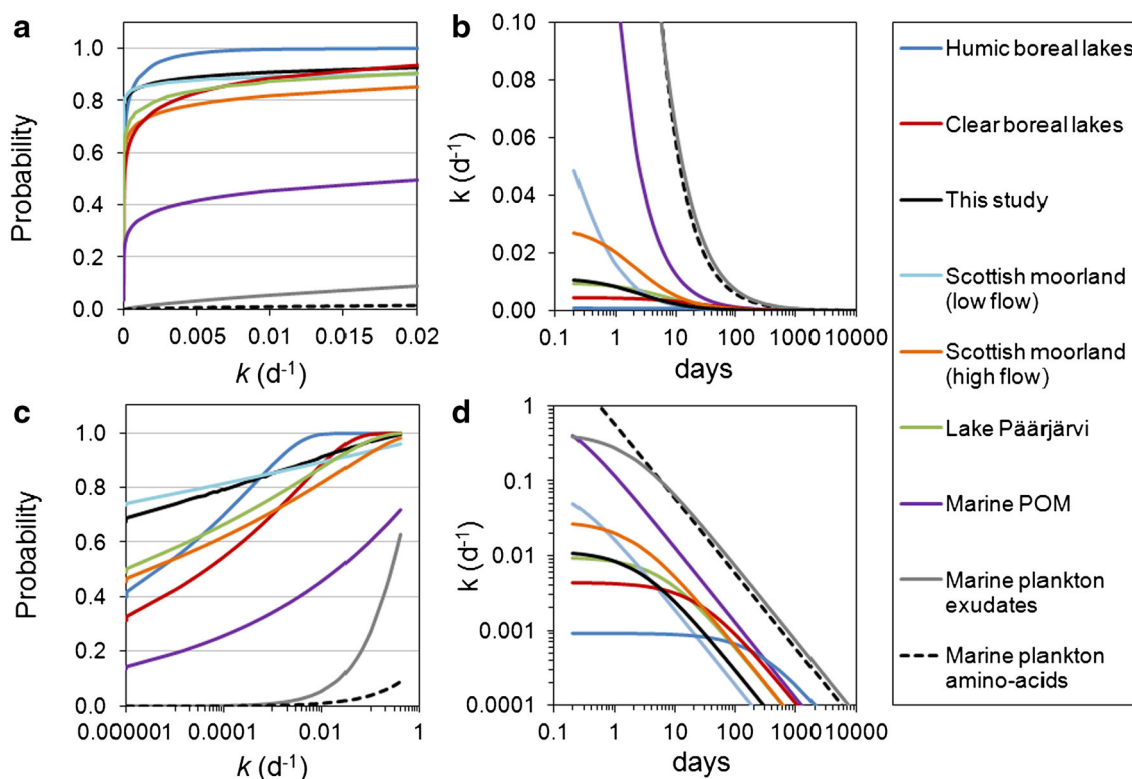 a
1.0
0.8
0.6
0.4
0.2
0.0
Probability
0
0.005
0.01
0.015
0.02
k (d-1)
b
0.10
0.08
0.06
0.04
0.02
0.00
k (d-1)
0.1
1
10
100
1000
10000
days
c
1.0
0.8
0.6
0.4
0.2
0.0
Probability
0.000001
0.0001
0.01
1
k (d-1)
d
1
0.1
0.01
0.001
0.0001
k (d-1)
0.1
1
10
100
1000
10000
days
Humic boreal lakes
Clear boreal lakes
This study
Scottish moorland
(low flow)
Scottish moorland
(high flow)
Lake Päärjärvi
Marine POM
Marine plankton
exudates
Marine plankton
amino-acids